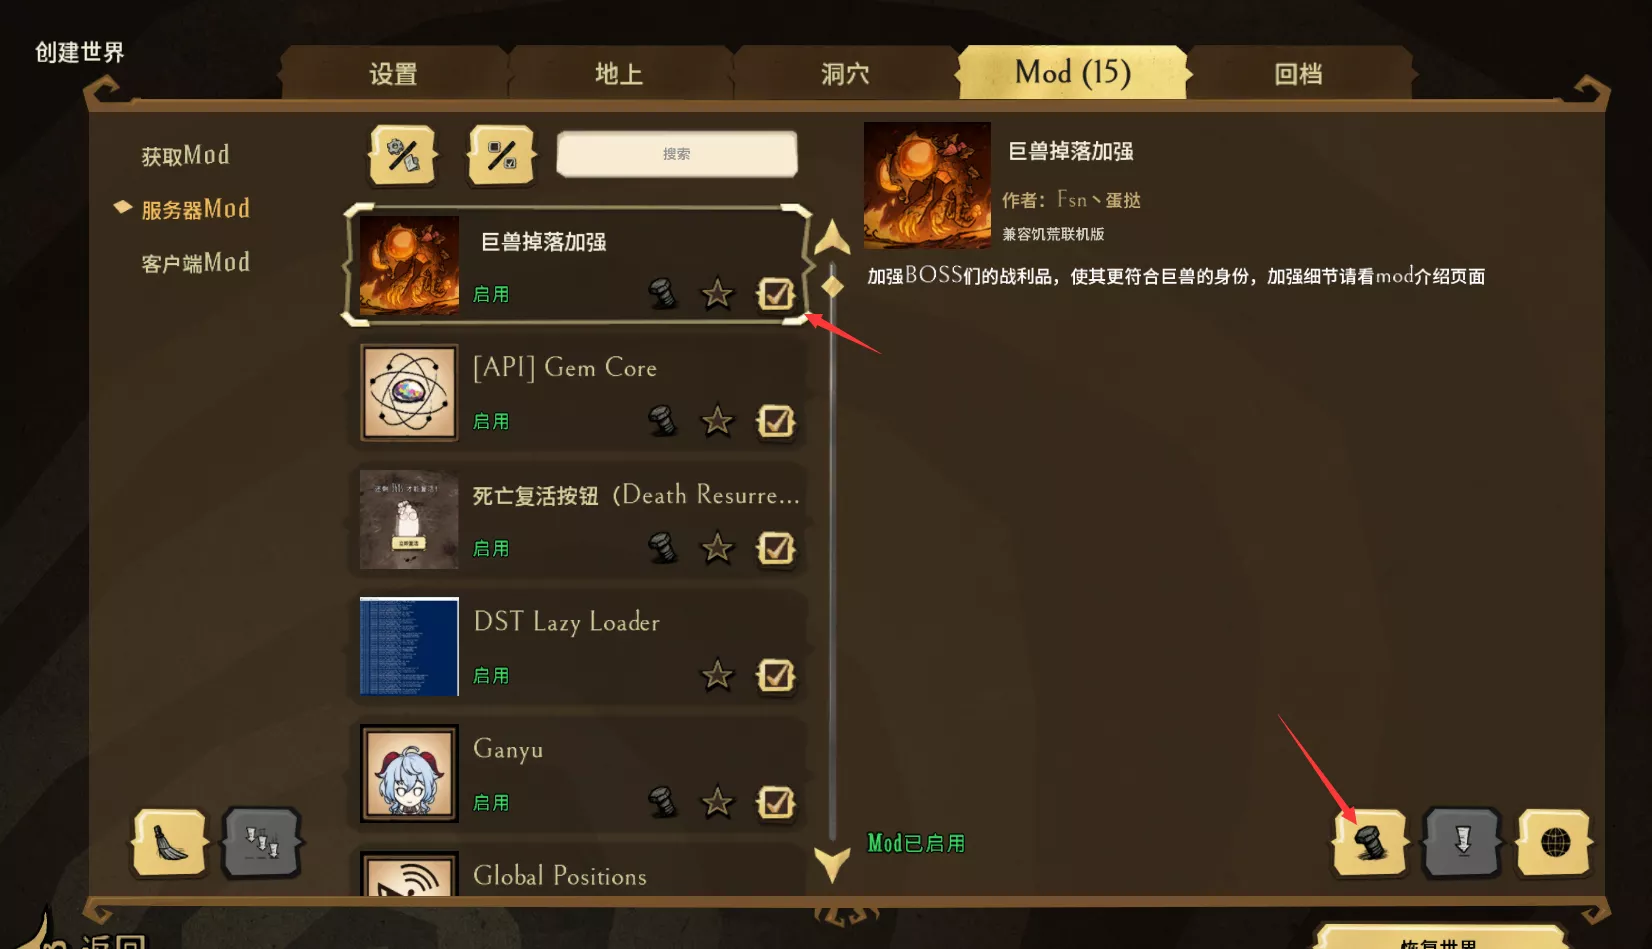 创建世界
设置
地上
洞穴
Mod (15)
回档
获取Mod
服务器Mod
客户端Mod
搜索
巨兽掉落加强
启用
[API] Gem Core
启用
死亡复活按钮（Death Resurre...
启用
DST Lazy Loader
启用
Ganyu
启用
Global Positions
巨兽掉落加强
作者：Fsn丶蛋挞
兼容饥荒联机版
加强BOSS们的战利品，使其更符合巨兽的身份，加强细节请看mod介绍页面
Mod已启用
返回
恢复世界